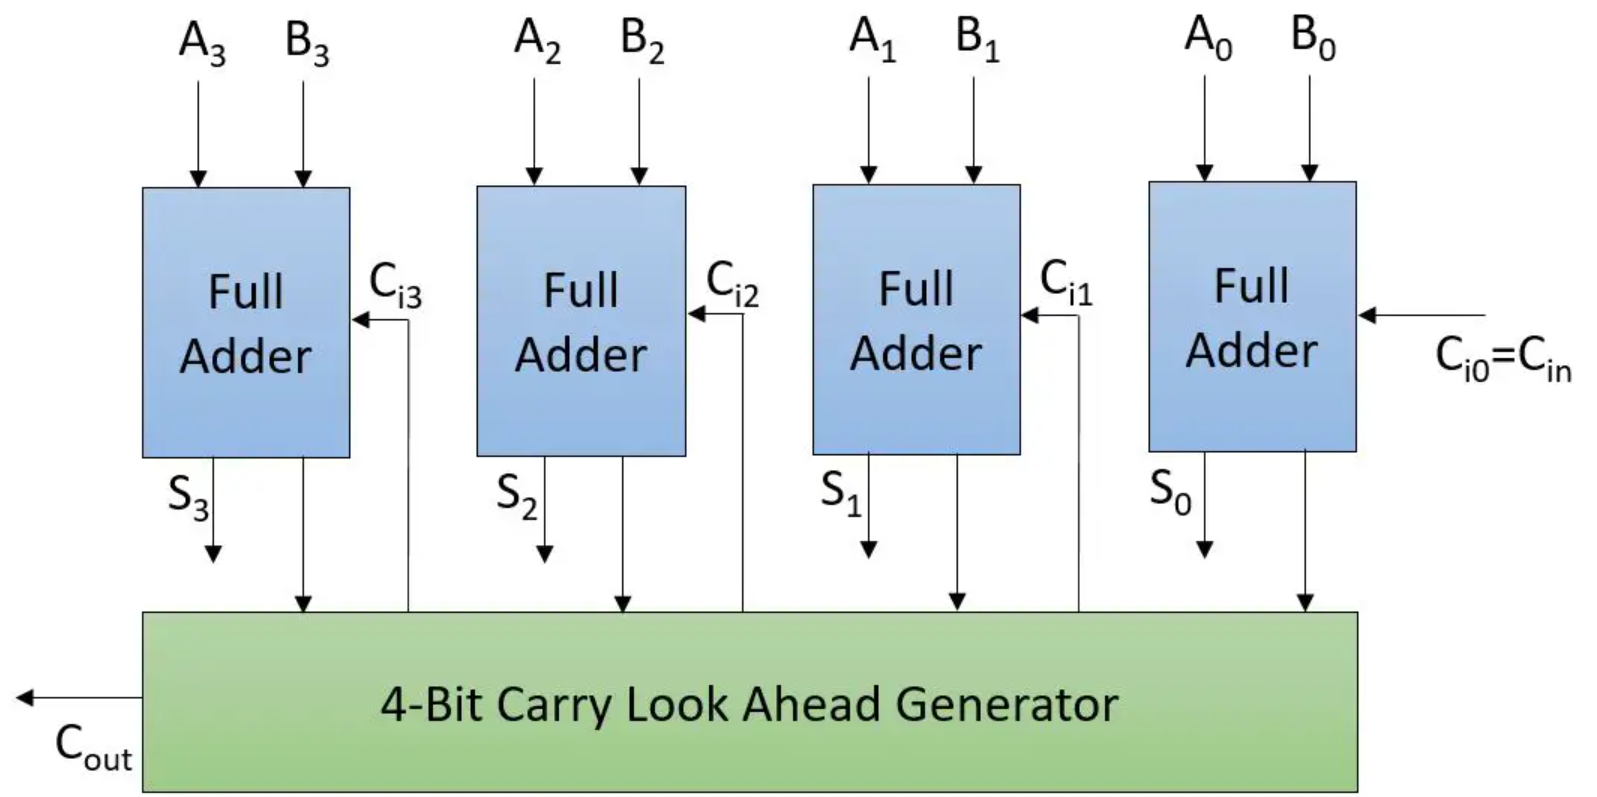 A3 B3 A2 B2 A1 B1 A0 B0
Full Adder
Ci3
Full Adder
Ci2
Full Adder
Ci1
Full Adder
Ci0=Cin
S3 S2 S1 S0
4-Bit Carry Look Ahead Generator
Cout